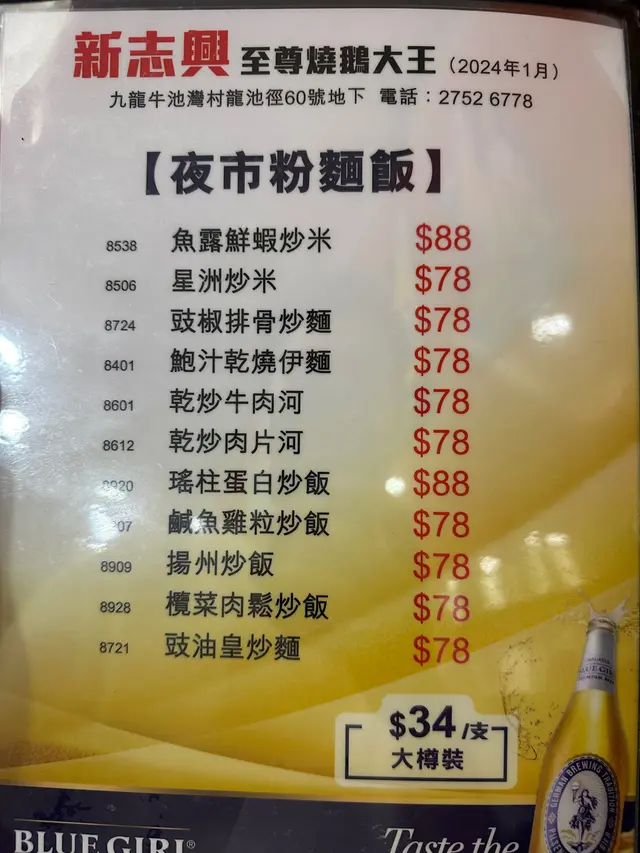 新志興 至尊燒鵝大王 (2024年1月)
九龍牛池灣村龍池徑60號地下 電話:2752 6778
【夜市粉麵飯】
8538 魚露鮮蝦炒米 $88
8506 星洲炒米 $78
8724 豉椒排骨炒麵 $78
8401 鮑汁乾燒伊麵 $78
8601 乾炒牛肉河 $78
8612 乾炒肉片河 $78
瑤柱蛋白炒飯 $88
鹹魚雞粒炒飯 $78
8909 揚州炒飯 $78
8928 欖菜肉鬆炒飯 $78
8721 豉油皇炒麵 $78
$34/支
大樽裝
BLUE GIRL
GERMAN BREWING TRADITION
BLUE GIRL®
Taste the